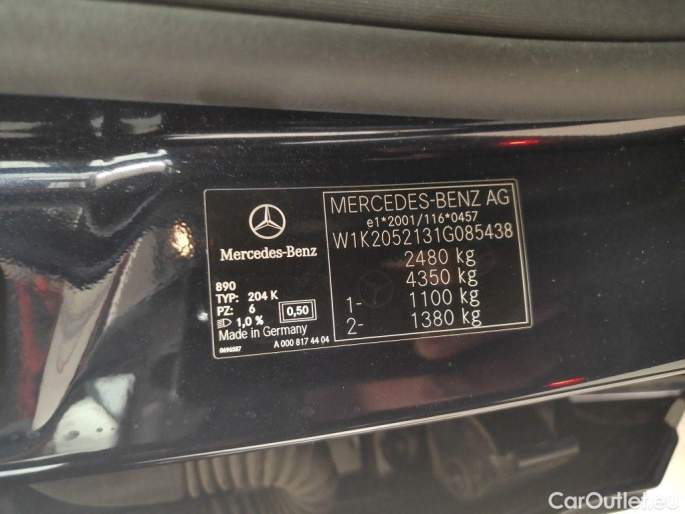 Mercedes-Benz
890
TYP: 204 K
PZ: 6
0,50
1,0 %
Made in Germany
0696587
A 000 817 44 04
MERCEDES-BENZ AG
e1*2001/116*0457
W1K2052131G085438
2480 kg
4350 kg
1- 1100 kg
2- 1380 kg
CarOutlet.eu